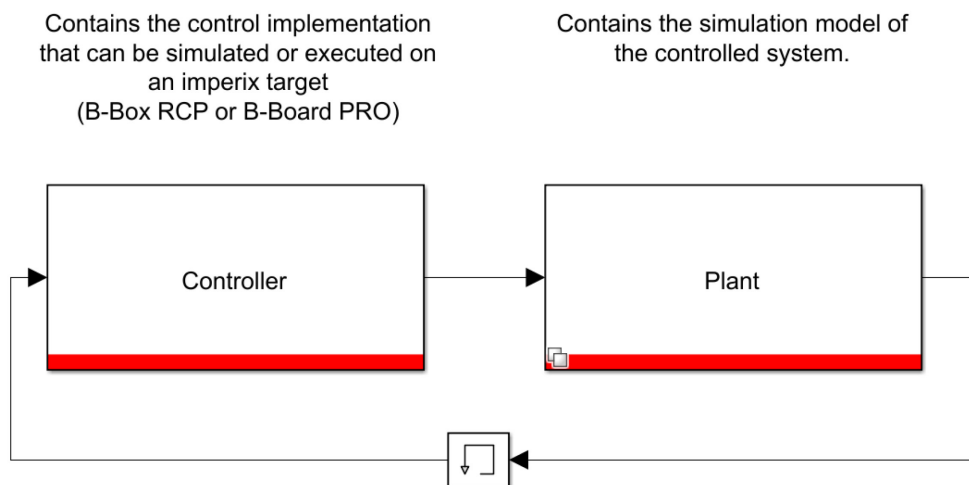 Contains the control implementation
that can be simulated or executed on
an imperix target
(B-Box RCP or B-Board PRO)
Contains the simulation model of
the controlled system.
Controller
Plant